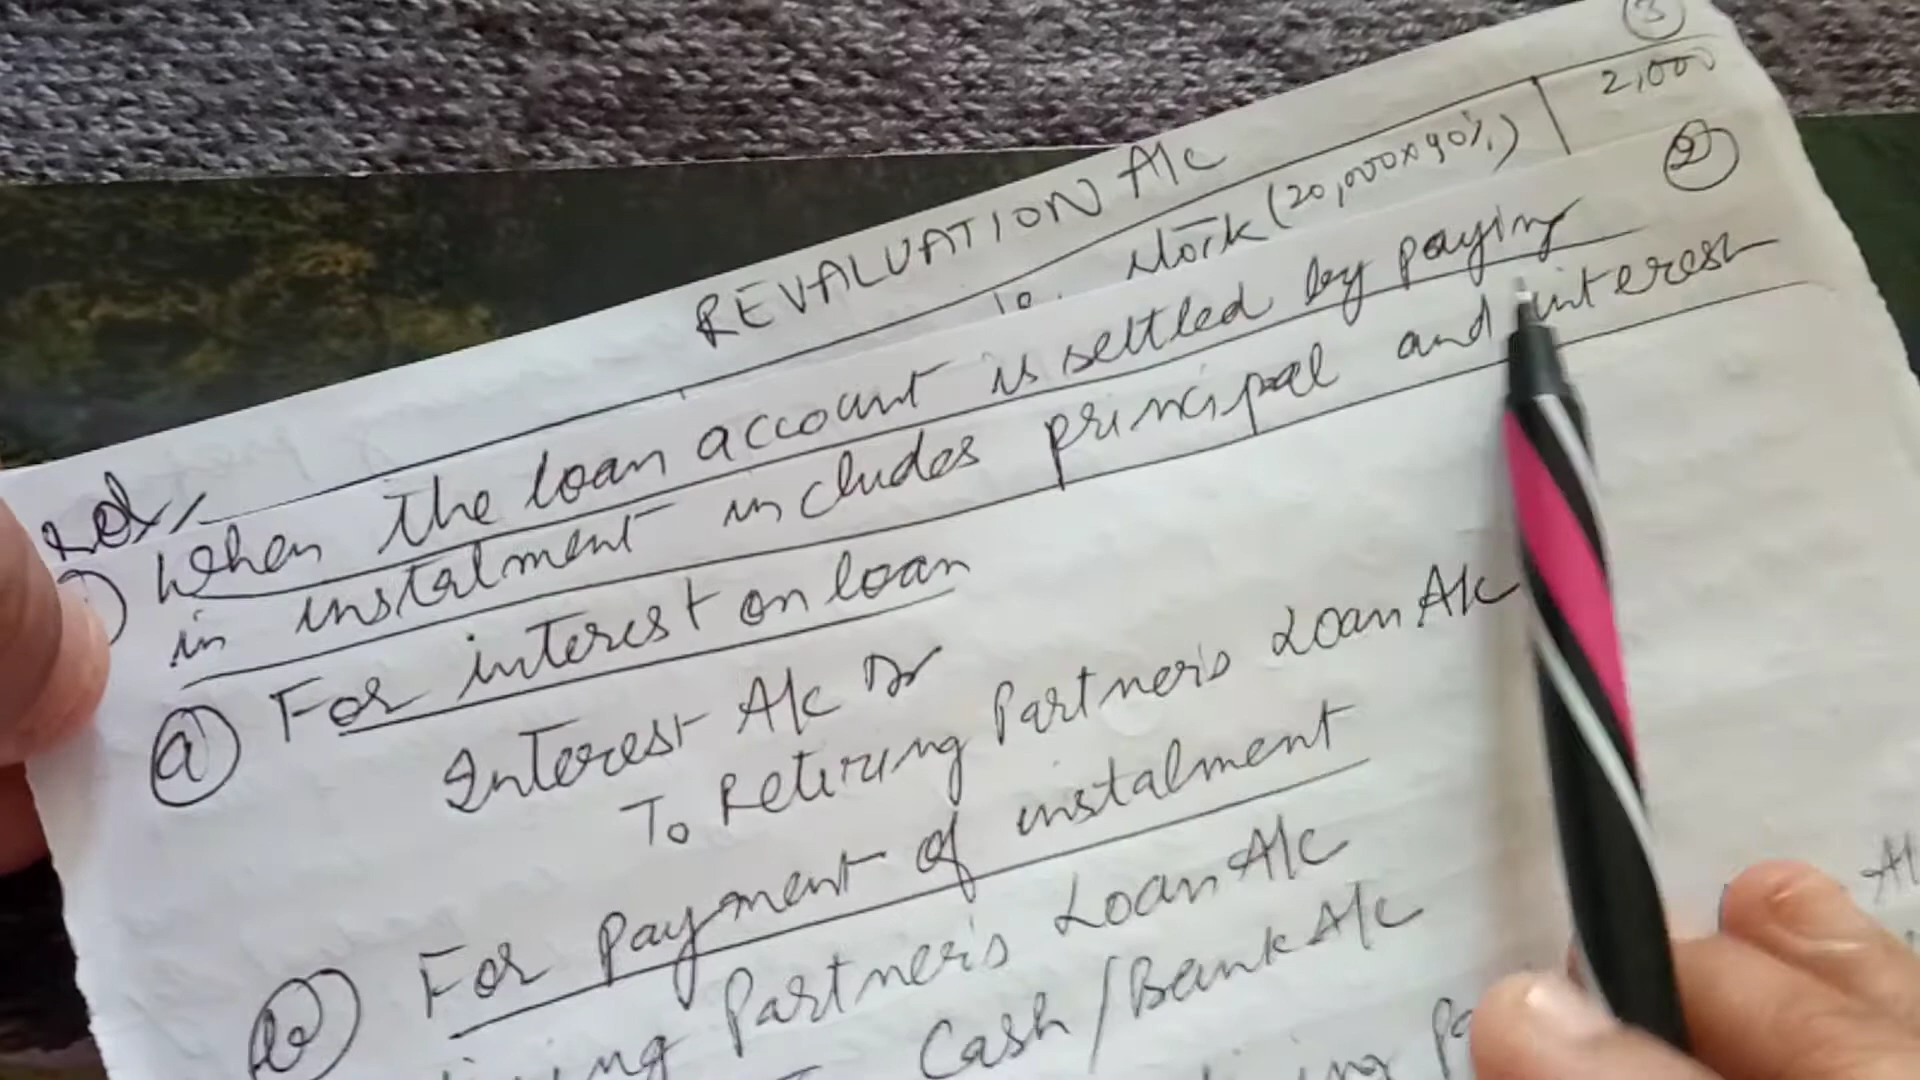 3
REVALUATION A/c
To Stock (20,000×90%) 2,000
2
Sol/
When the loan account is settled by paying
in instalment includes principal and interest
(a) For interest on loan
Interest A/c Dr
To Retiring Partner's Loan A/c
(b) For payment of instalment
Partner's Loan A/c
Cash/Bank A/c